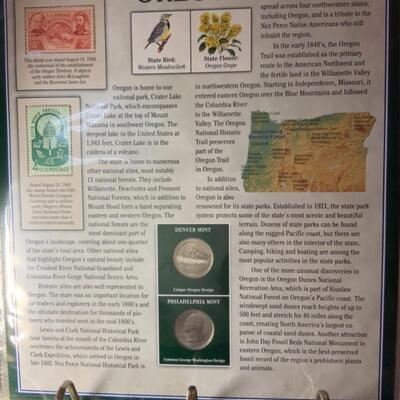 U.S. POSTAGE
This stamp was issued August 14, 1948,
the centennial of the establishment
of the Oregon Territory. It depicts
early settlers John McLoughlin
and the Reverend Jason Lee.
4¢ U.S. POSTAGE
Issued August 29, 1960
this stamp honors the Fifth
World Forestry Congress.
State Bird:
Western Meadowlark
State Flower:
Oregon Grape
Oregon is home to one
national park, Crater Lake
National Park, which encompasses
Crater Lake at the top of Mount
Mazama in southwest Oregon. The
deepest lake in the United States at
1,943 feet, Crater Lake is in the
caldera of a volcano.
The state is home to numerous
other national sites, most notably
13 national forests. They include
Willamette, Deschutes and Fremont
National Forests, which in addition to
Mount Hood form a band separating
eastern and western Oregon. The
national forests are the
most dominant part of
Oregon's landscape, covering about one-quarter
of the state's total area. Other national sites
that highlight Oregon's natural beauty include
the Crooked River National Grassland and
Columbia River Gorge National Scenic Area.
Historic sites are also well represented in
Oregon. The state was an important location for
fur traders and explorers in the early 1800's and
the ultimate destination for thousands of pio-
neers who traveled west in the mid-1800's.
Lewis and Clark National Historical Park
near Astoria at the mouth of the Columbia River
celebrates the achievements of the Lewis and
Clark Expedition, which arrived in Oregon in
late 1805. Nez Perce National Historical Park is
DENVER MINT
Unique Oregon Design
PHILADELPHIA MINT
Common George Washington Design
spread across four northwestern states,
including Oregon, and is a tribute to the
Nez Perce Native Americans who still
inhabit the region.
In the early 1840's, the Oregon
Trail was established as the primary
route to the American Northwest and
the fertile land in the Willamette Valley
in northwestern Oregon. Starting in Independence, Missouri, it
entered eastern Oregon over the Blue Mountains and followed
the Columbia River
to the Willamette
Valley. The Oregon
National Historic
Trail preserves
part of the
Oregon Trail
in Oregon.
In addition
to national sites,
Oregon is also
renowned for its state parks. Established in 1921, the state park
system protects some of the state's most scenic and beautiful
terrain. Dozens of state parks can be found
along the rugged Pacific coast, but there are
also many others in the interior of the state.
Camping, hiking and boating are among the
most popular activities in the state parks.
One of the more unusual discoveries in
Oregon is the Oregon Dunes National
Recreation Area, which is part of Siuslaw
National Forest on Oregon's Pacific coast. The
windswept sand dunes reach heights of up to
500 feet and stretch for 40 miles along the
coast, creating North America's largest ex-
panse of coastal sand dunes. Another attraction
is John Day Fossil Beds National Monument in
eastern Oregon, which is the best-preserved
fossil record of the region's prehistoric plants
and animals.